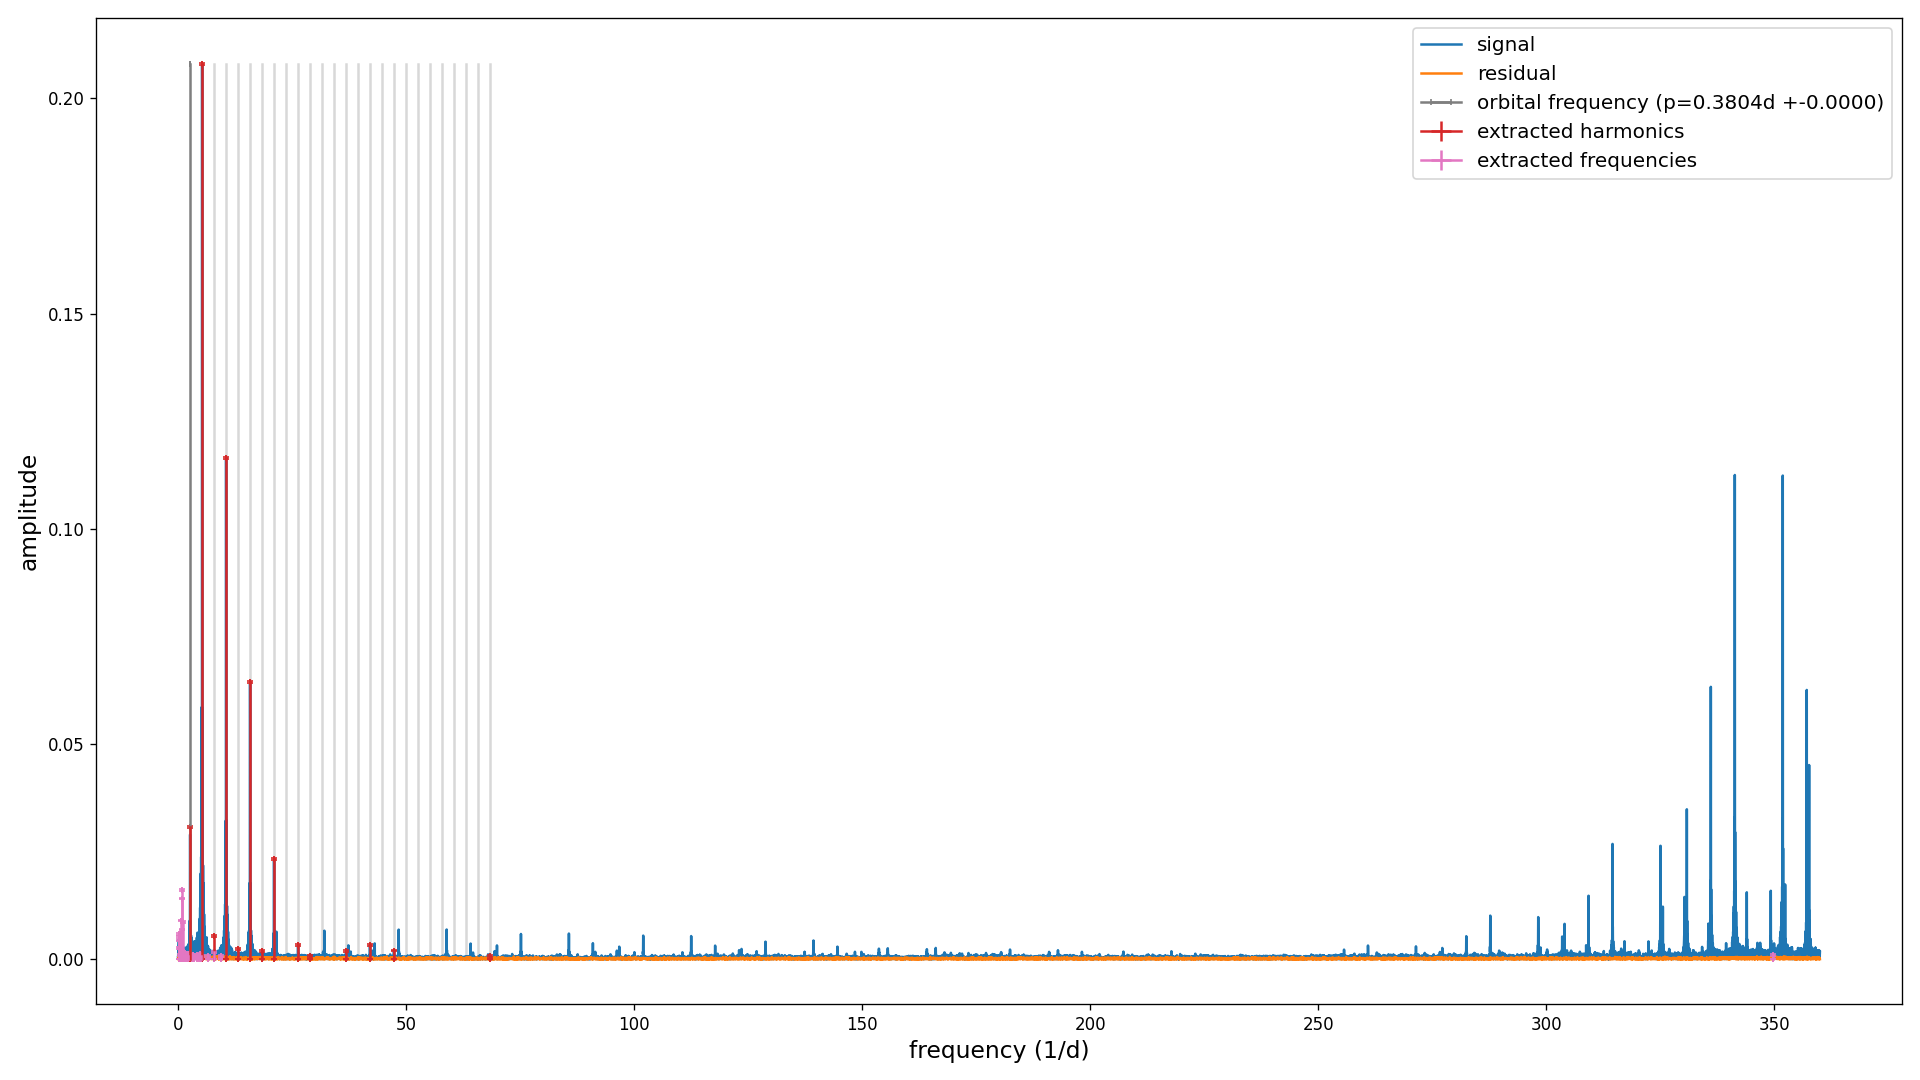 signal
residual
orbital frequency (p=0.3804d +-0.0000)
extracted harmonics
extracted frequencies
amplitude
0.20
0.15
0.10
0.05
0.00
0 50 100 150 200 250 300 350
frequency (1/d)